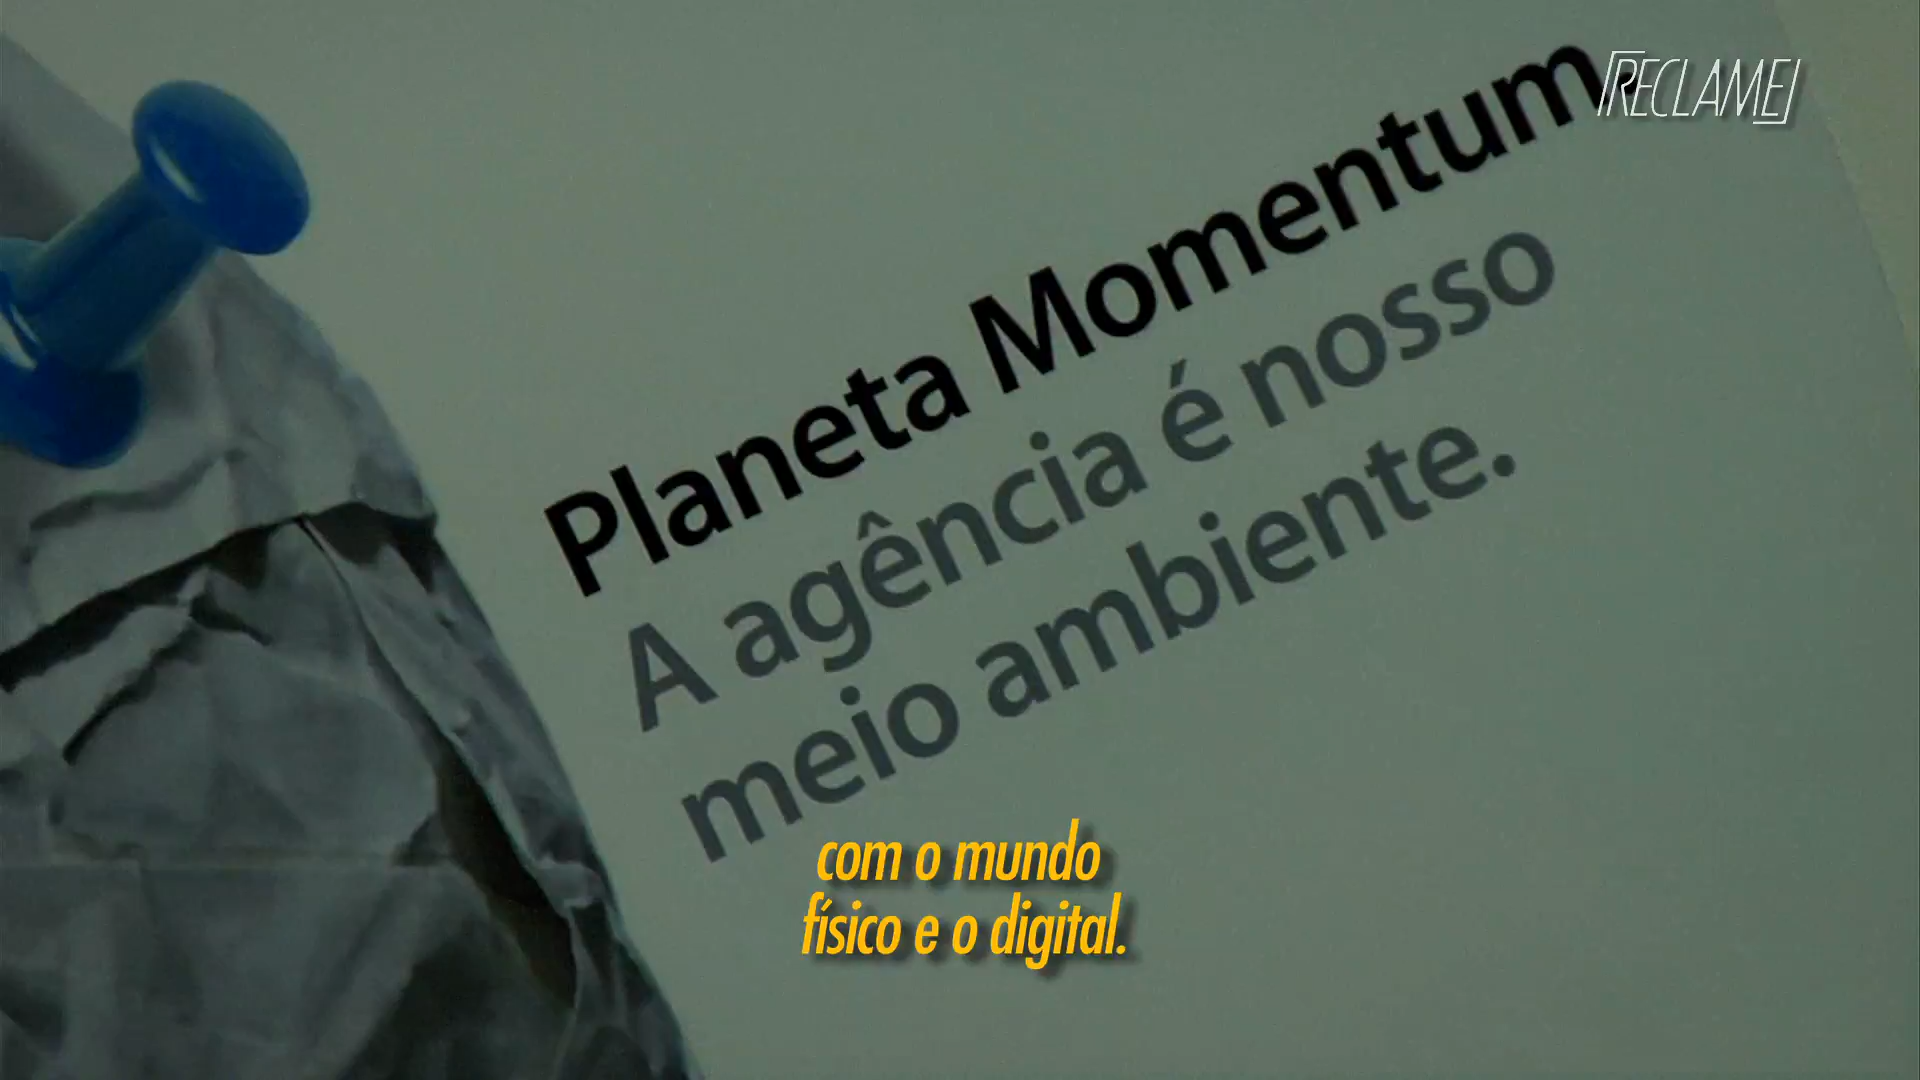 RECLAME
Planeta Momentum.
A agência é nosso
meio ambiente.
com o mundo
físico e o digital.